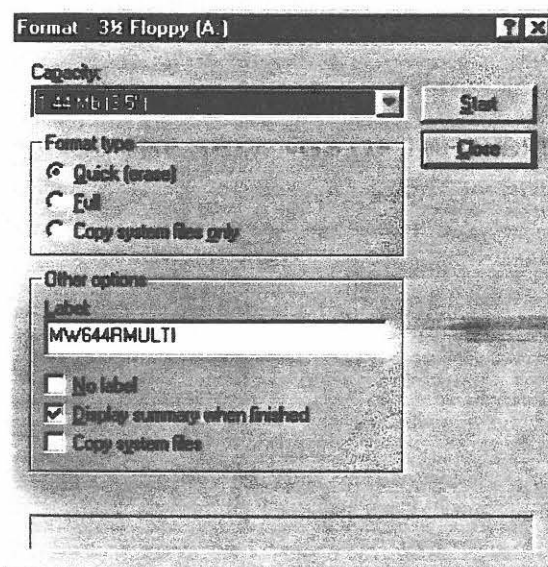 Format - 3½ Floppy (A:)
Capacity:
1.44 Mb (3.5")
Start
Close
Format type
Quick (erase)
Full
Copy system files only
Other options
Label:
MW644RMULTI
No label
Display summary when finished
Copy system files